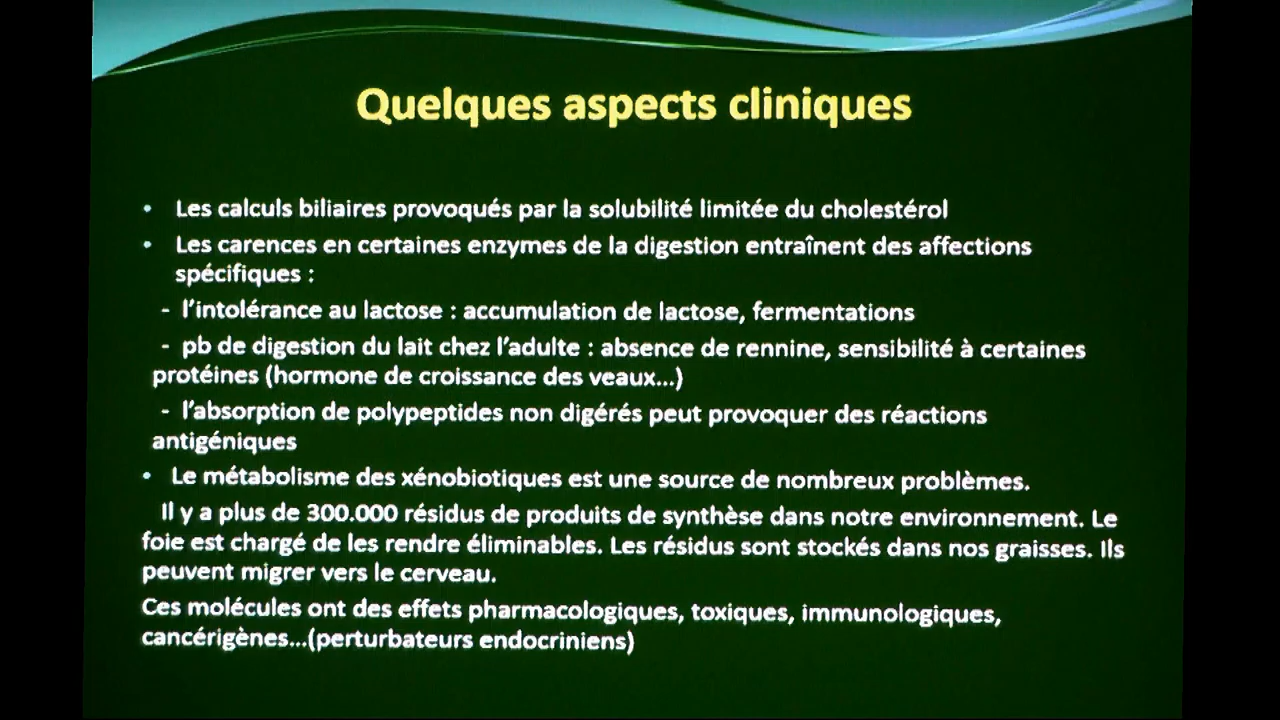 Quelques aspects cliniques
• Les calculs biliaires provoqués par la solubilité limitée du cholestérol
• Les carences en certaines enzymes de la digestion entraînent des affections
spécifiques :
- l'intolérance au lactose : accumulation de lactose, fermentations
- pb de digestion du lait chez l'adulte : absence de rennine, sensibilité à certaines
protéines (hormone de croissance des veaux...)
- l'absorption de polypeptides non digérés peut provoquer des réactions
antigéniques
• Le métabolisme des xénobiotiques est une source de nombreux problèmes.
Il y a plus de 300.000 résidus de produits de synthèse dans notre environnement. Le
foie est chargé de les rendre éliminables. Les résidus sont stockés dans nos graisses. Ils
peuvent migrer vers le cerveau.
Ces molécules ont des effets pharmacologiques, toxiques, immunologiques,
cancérigènes...(perturbateurs endocriniens)